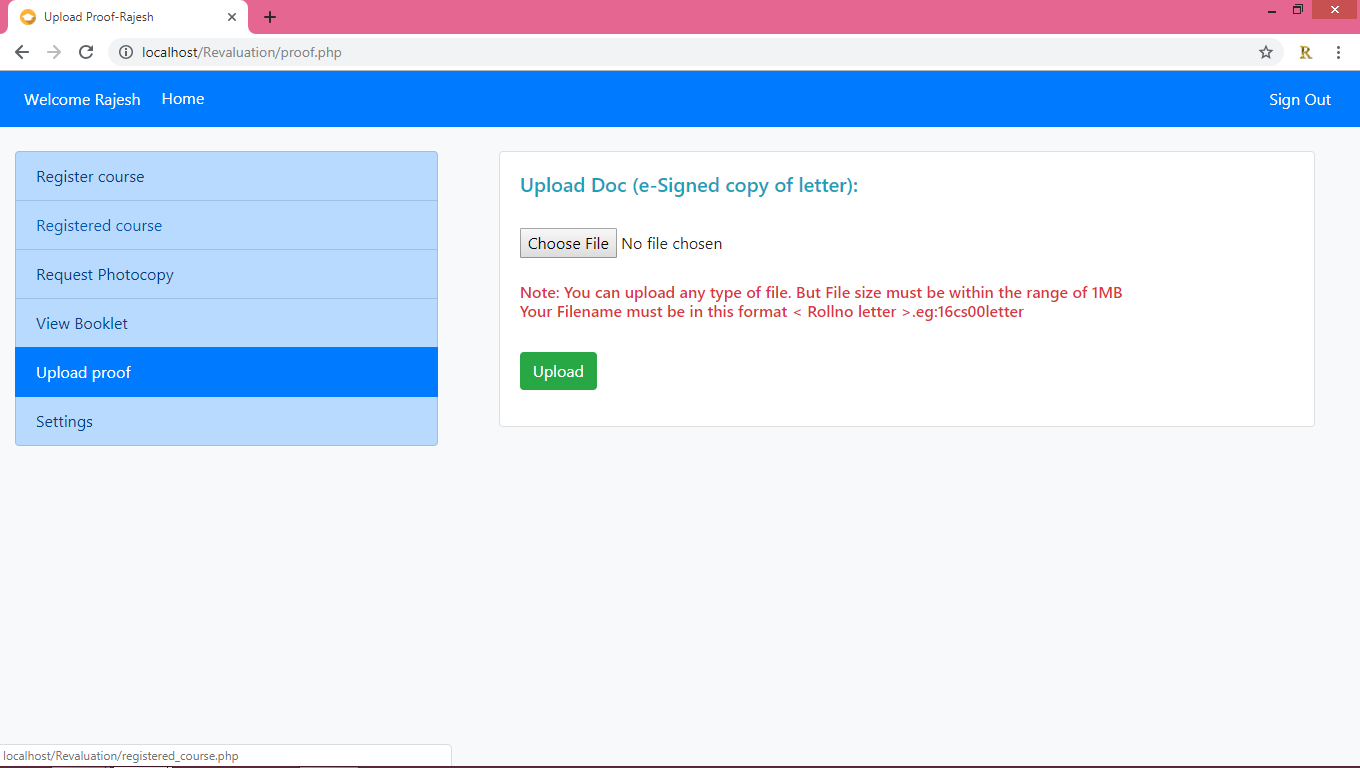 Upload Proof-Rajesh
localhost/Revaluation/proof.php
R
Welcome Rajesh Home Sign Out
Register course
Registered course
Request Photocopy
View Booklet
Upload proof
Settings
Upload Doc (e-Signed copy of letter):
Choose File No file chosen
Note: You can upload any type of file. But File size must be within the range of 1MB
Your Filename must be in this format < Rollno letter >.eg:16cs00letter
Upload
localhost/Revaluation/registered_course.php